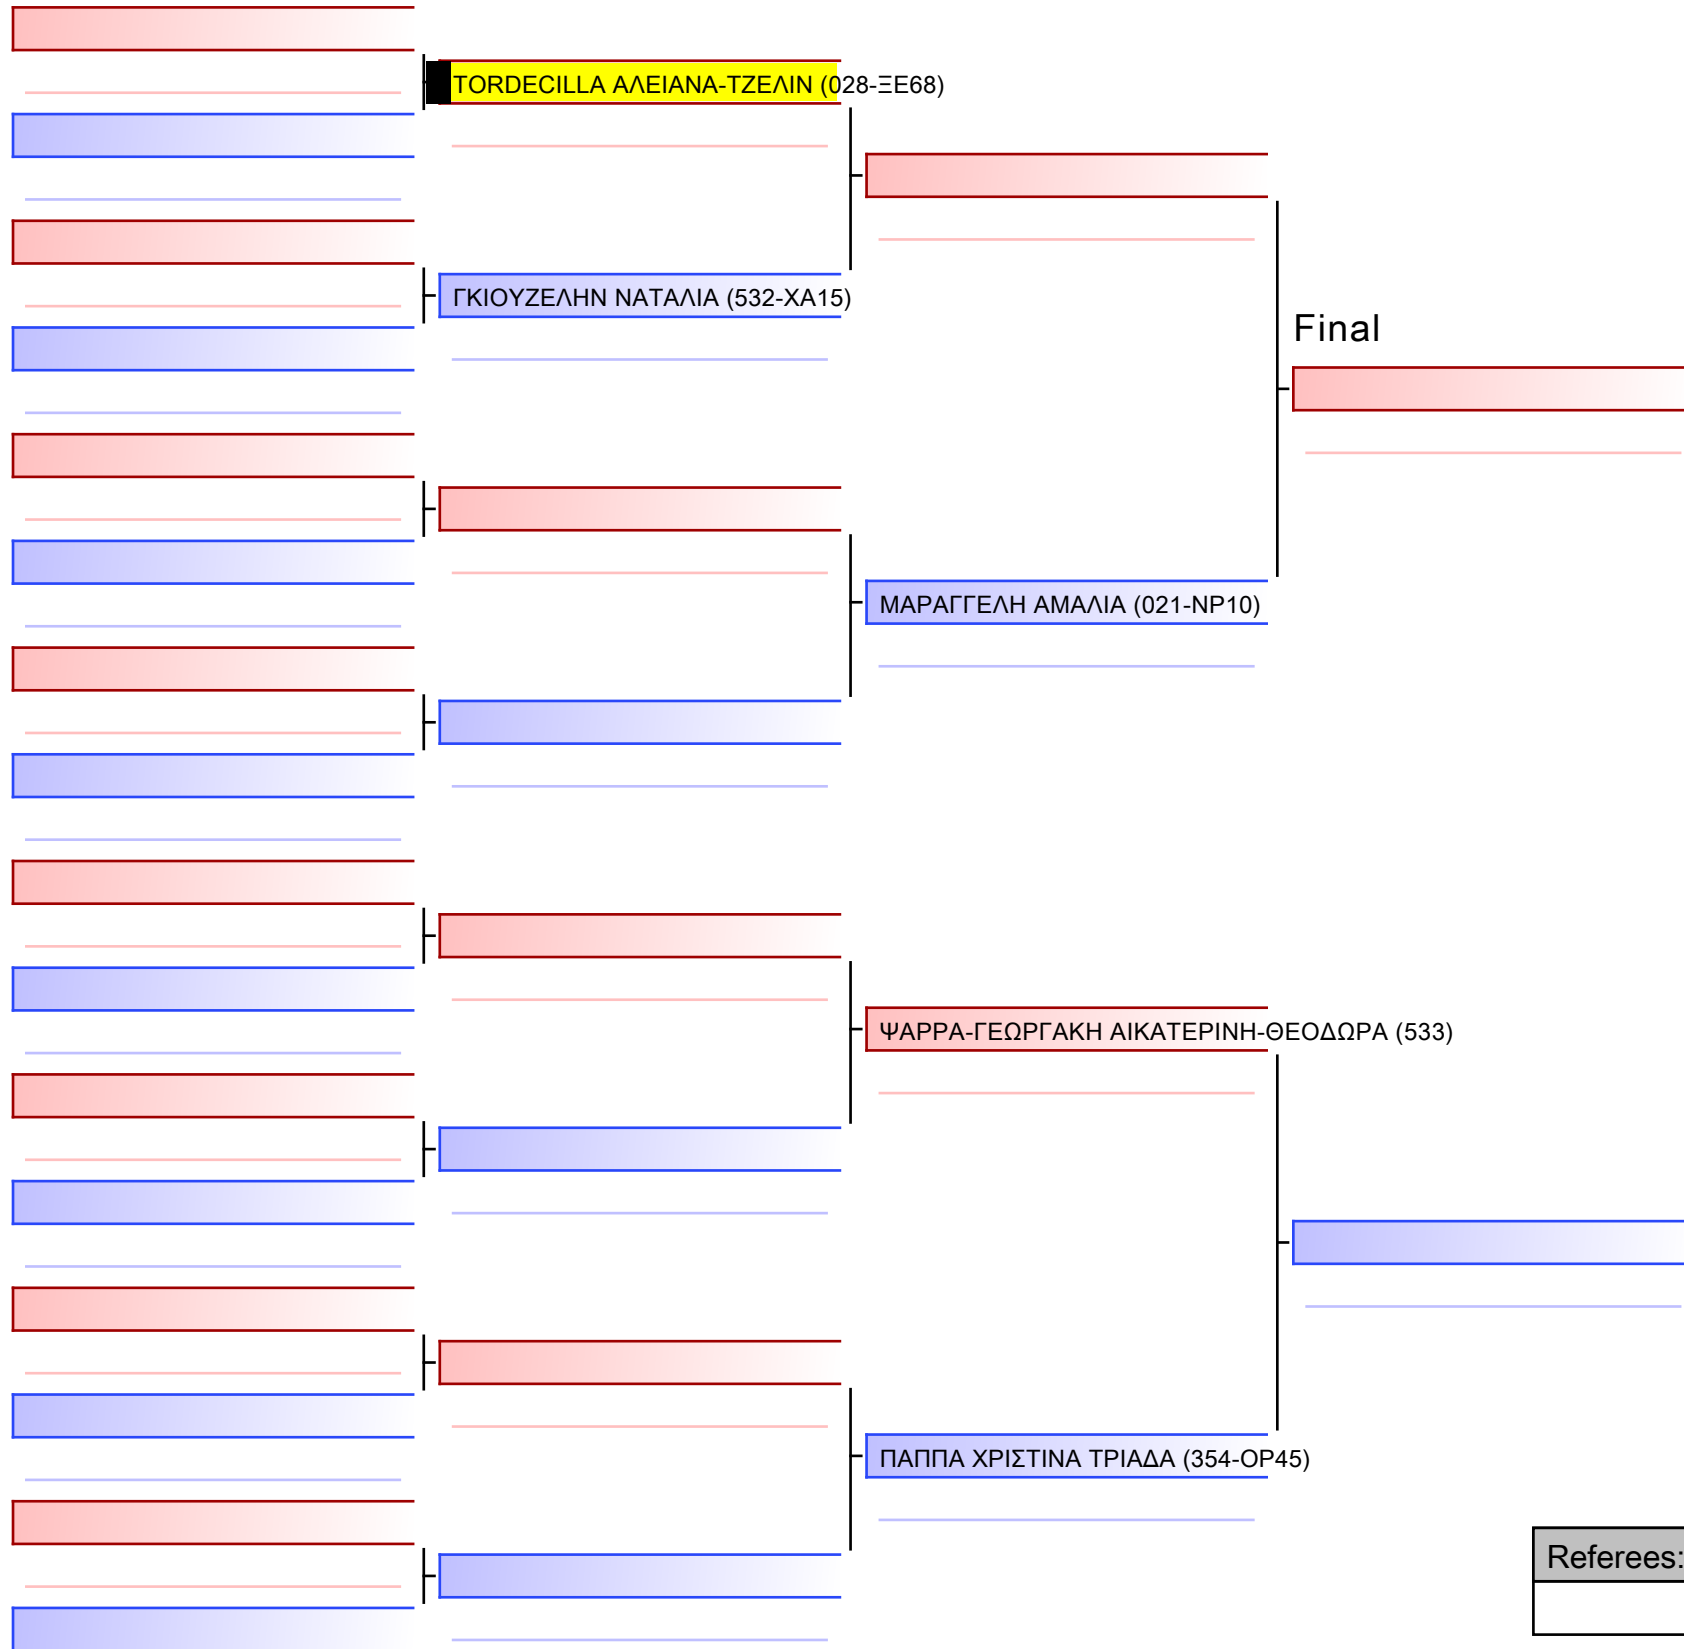 TORDECILLA ΑΛΕΙΑΝΑ-ΤΖΕΛΙΝ (028-ΞΕ68)
ΓΚΙΟΥΖΕΛΗΝ ΝΑΤΑΛΙΑ (532-ΧΑ15)
Final
ΜΑΡΑΓΓΕΛΗ ΑΜΑΛΙΑ (021-ΝΡ10)
ΨΑΡΡΑ-ΓΕΩΡΓΑΚΗ ΑΙΚΑΤΕΡΙΝΗ-ΘΕΟΔΩΡΑ (533)
ΠΑΠΠΑ ΧΡΙΣΤΙΝΑ ΤΡΙΑΔΑ (354-ΟΡ45)
Referees: